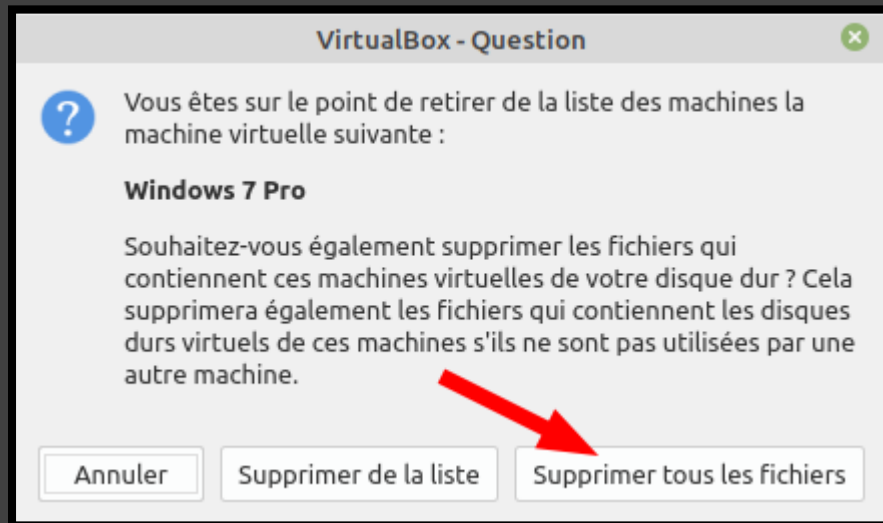 VirtualBox - Question
Vous êtes sur le point de retirer de la liste des machines la
machine virtuelle suivante :
Windows 7 Pro
Souhaitez-vous également supprimer les fichiers qui
contiennent ces machines virtuelles de votre disque dur ? Cela
supprimera également les fichiers qui contiennent les disques
durs virtuels de ces machines s'ils ne sont pas utilisées par une
autre machine.
Annuler
Supprimer de la liste
Supprimer tous les fichiers